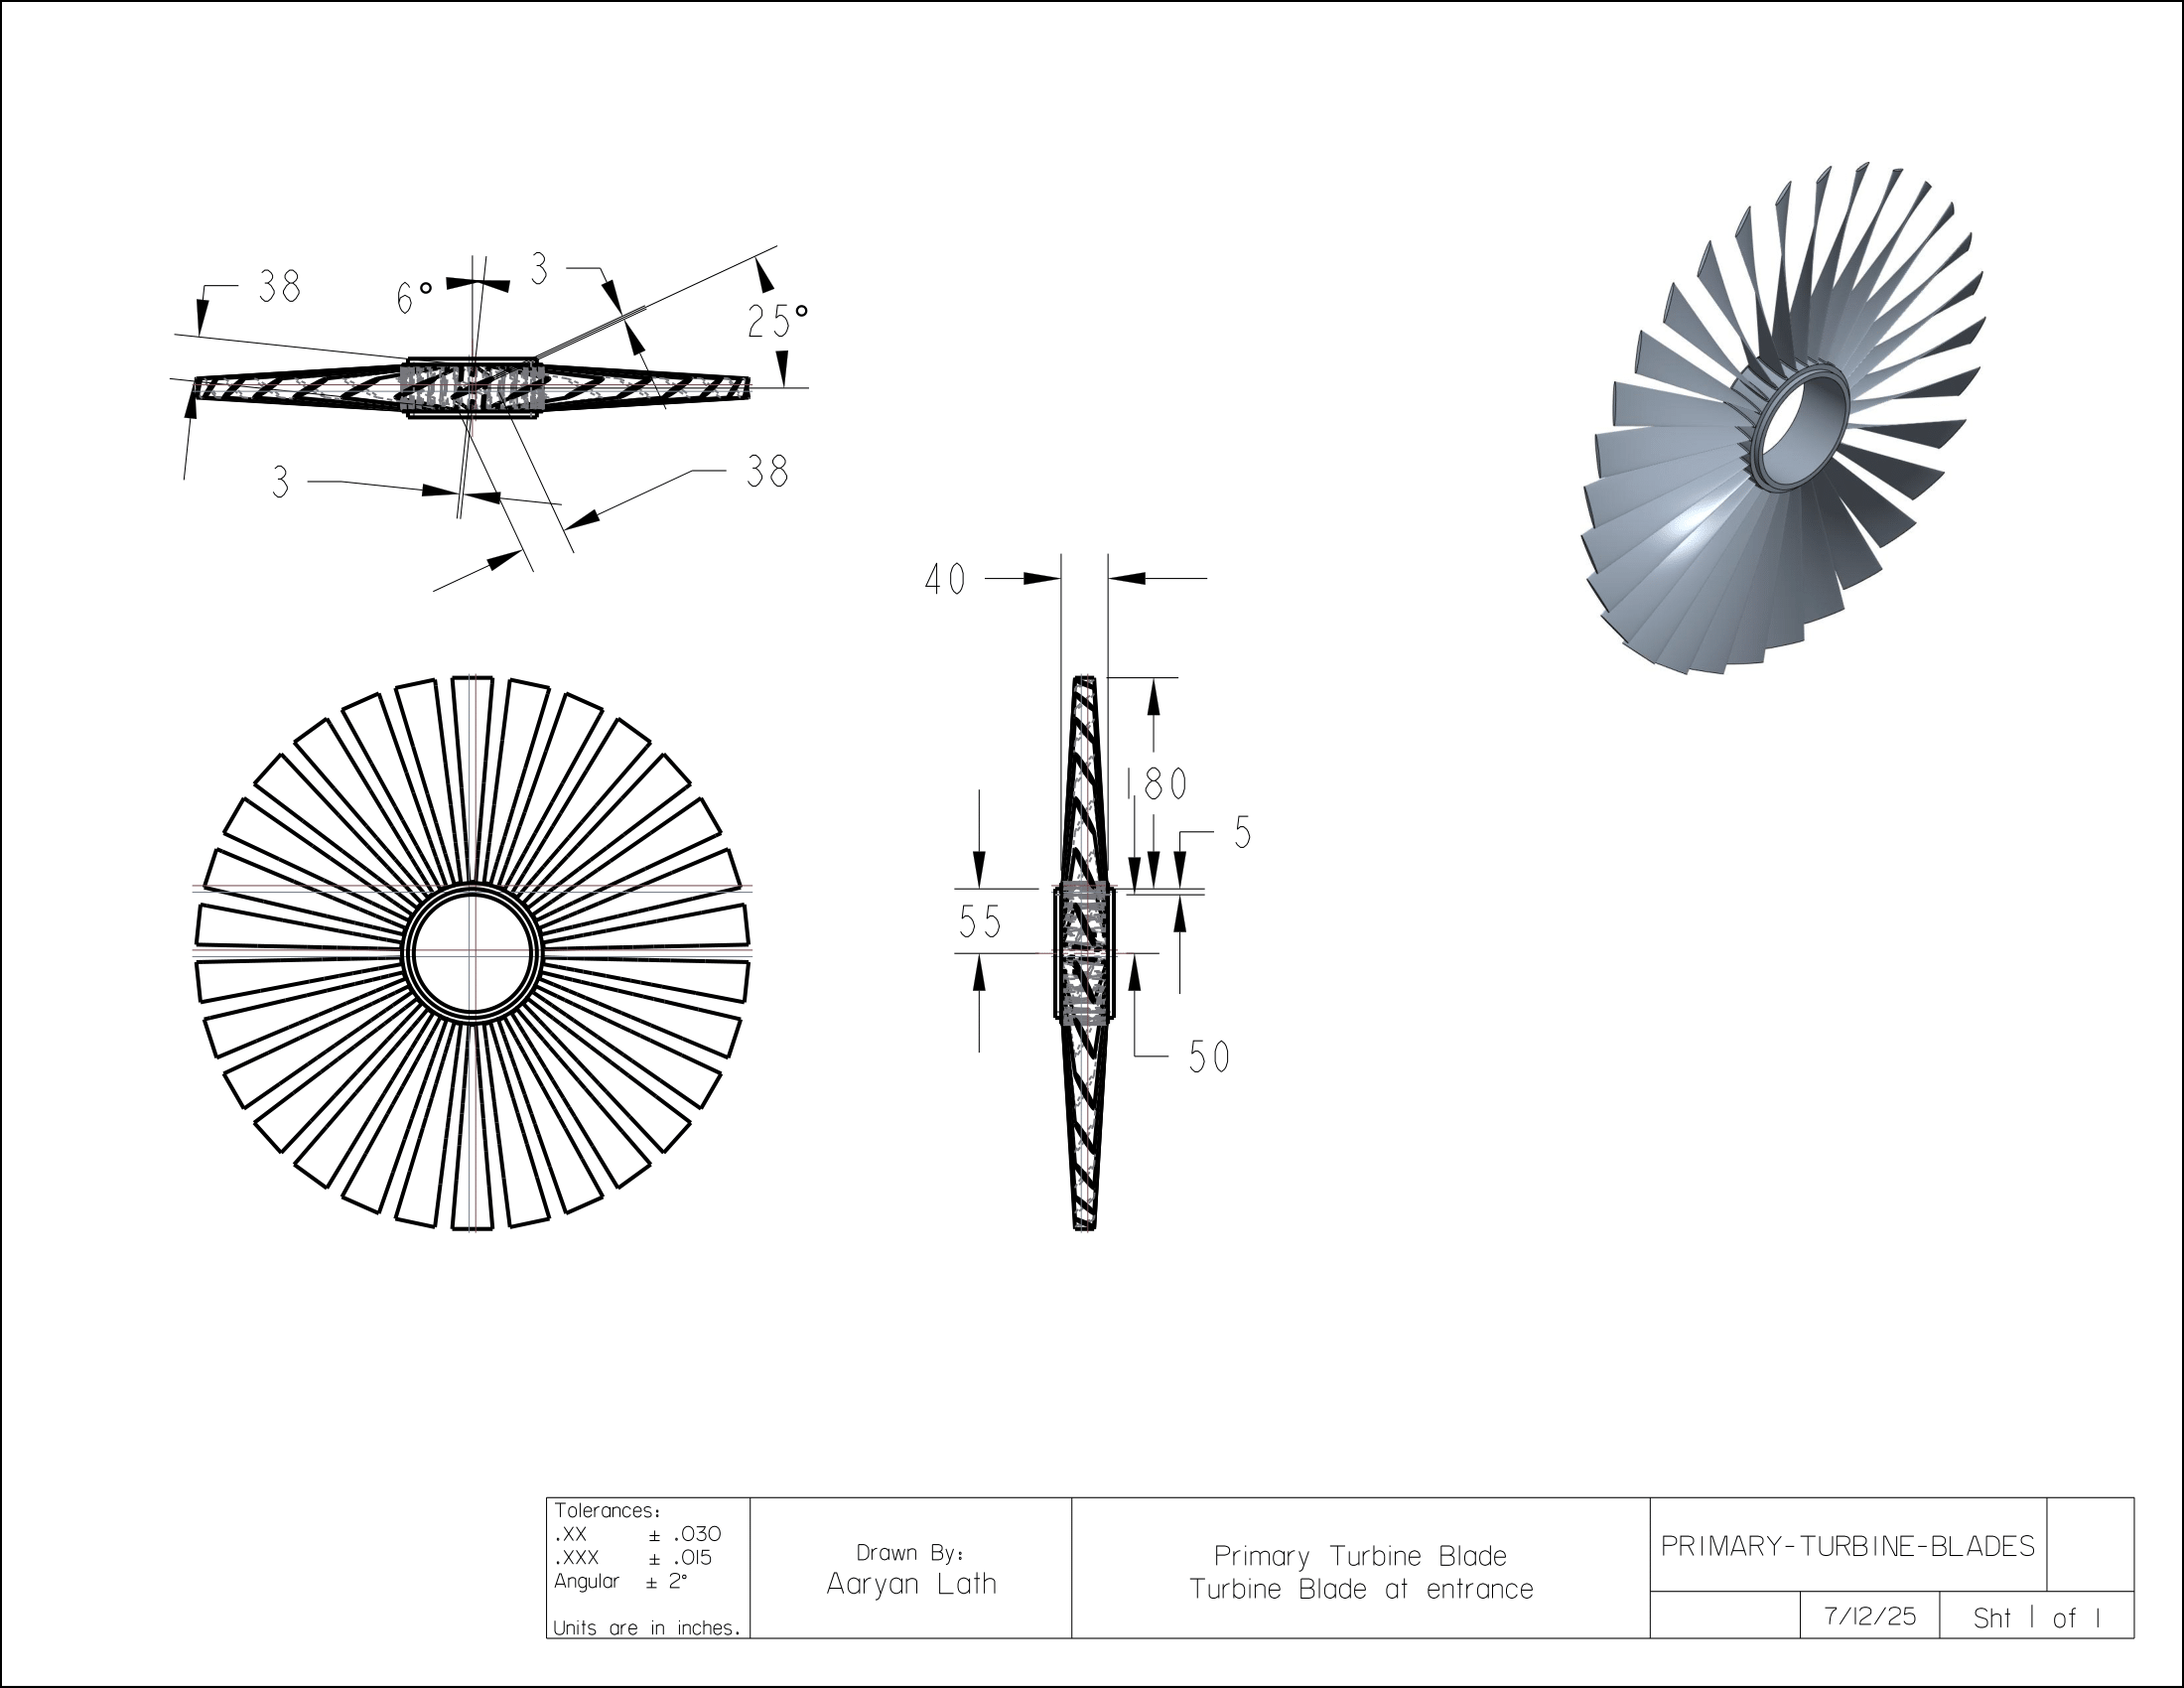 38
6°
3
25°
3
38
40
180
5
55
50
Tolerances:
.XX ± .030
.XXX ± .015
Angular ± 2°
Units are in inches.
Drawn By:
Aaryan Lath
Primary Turbine Blade
Turbine Blade at entrance
PRIMARY-TURBINE-BLADES
7/12/25
Sht 1 of 1